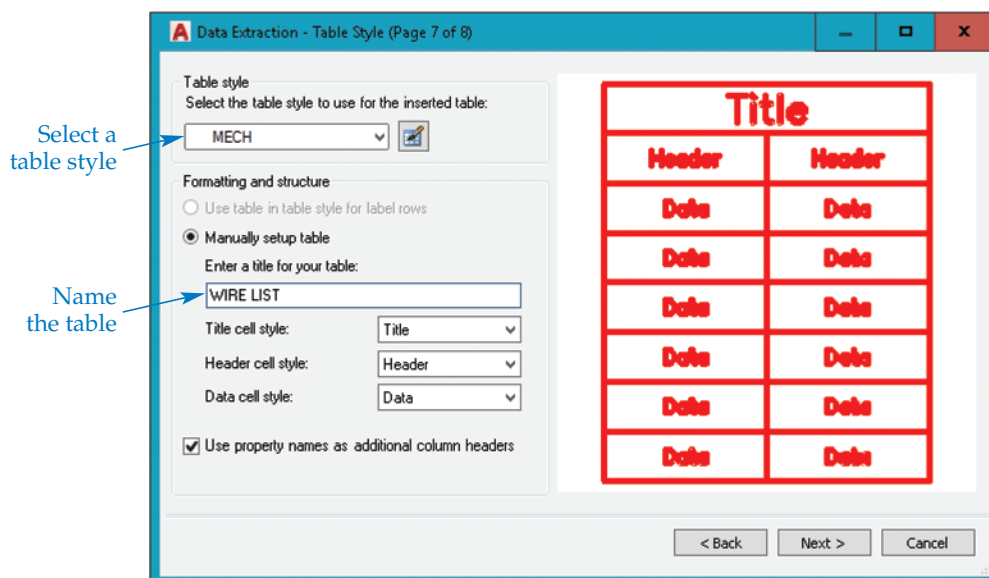 A Data Extraction - Table Style (Page 7 of 8)
Table style
Select the table style to use for the inserted table:
MECH
Select a
table style
Formatting and structure
Use table in table style for label rows
Manually setup table
Enter a title for your table:
WIRE LIST
Name
the table
Title cell style:
Title
Header cell style:
Header
Data cell style:
Data
Use property names as additional column headers
Title
Header Header
Data Data
Data Data
Data Data
Data Data
Data Data
Data Data
< Back Next > Cancel